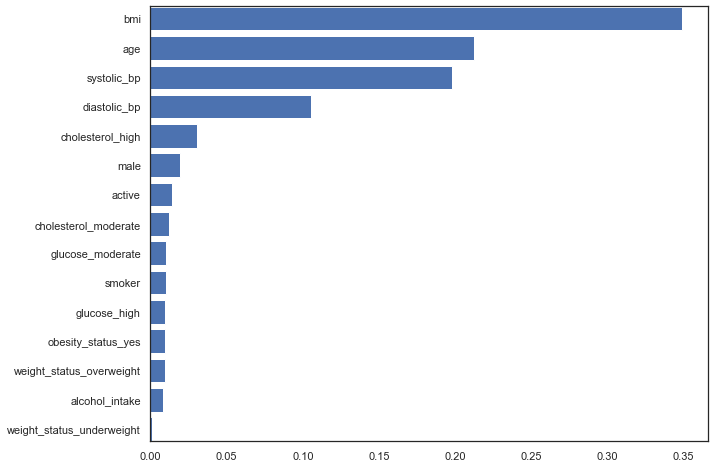 bmi
age
systolic_bp
diastolic_bp
cholesterol_high
male
active
cholesterol_moderate
glucose_moderate
smoker
glucose_high
obesity_status_yes
weight_status_overweight
alcohol_intake
weight_status_underweight
0.00 0.05 0.10 0.15 0.20 0.25 0.30 0.35